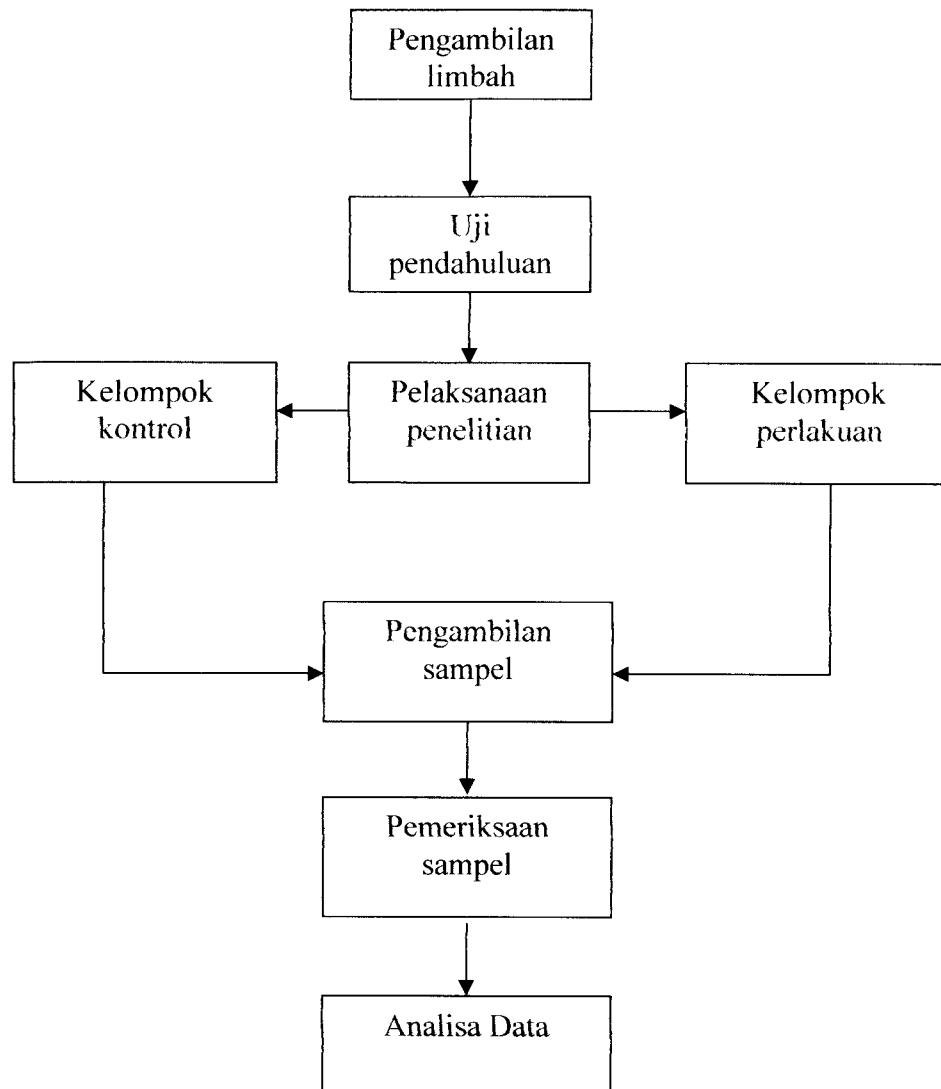 Pengambilan
limbah
Uji
pendahuluan
Kelompok
kontrol
Pelaksanaan
penelitian
Kelompok
perlakuan
Pengambilan
sampel
Pemeriksaan
sampel
Analisa Data